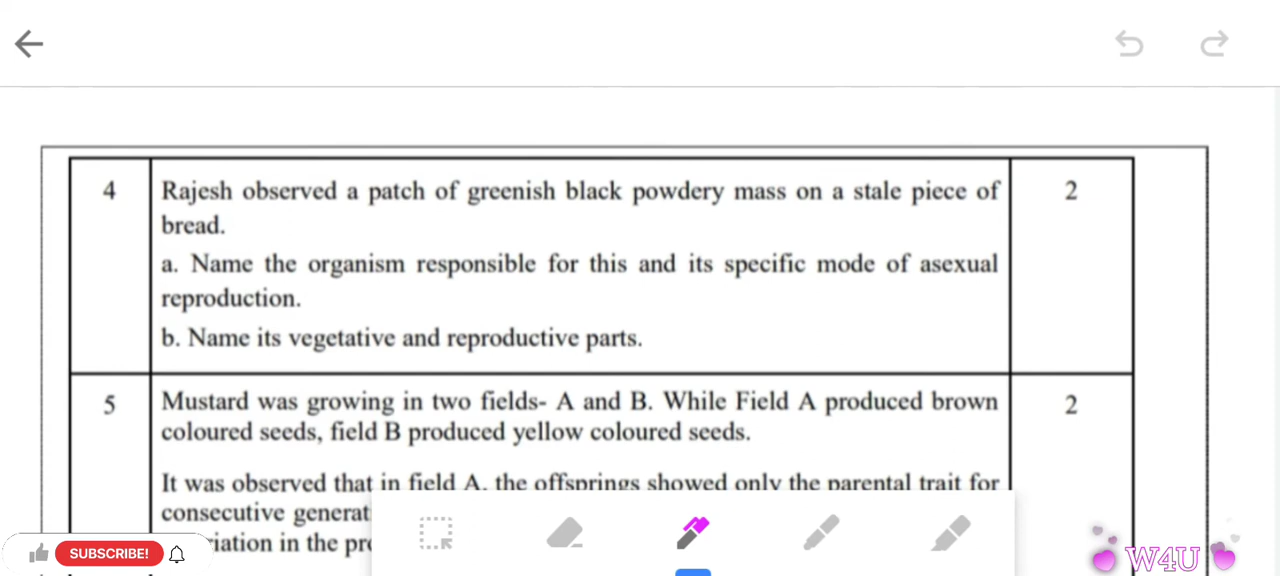 4
Rajesh observed a patch of greenish black powdery mass on a stale piece of
2
bread.
a. Name the organism responsible for this and its specific mode of asexual
reproduction.
b. Name its vegetative and reproductive parts.
5
Mustard was growing in two fields- A and B. While Field A produced brown
2
coloured seeds, field B produced yellow coloured seeds.
It was observed that in field A, the offsprings showed only the parental trait for
consecutive
in the
SUBSCRIBE!
W4U